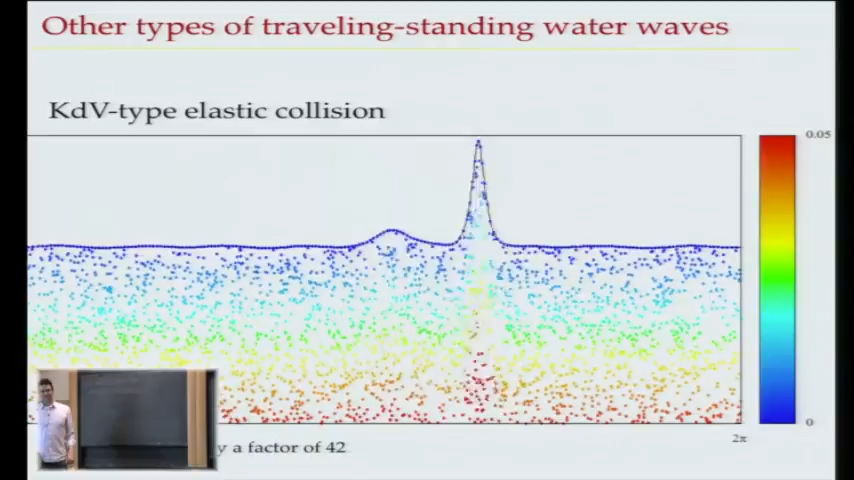 Other types of traveling-standing water waves
KdV-type elastic collision
0.05
0
2π
y a factor of 42